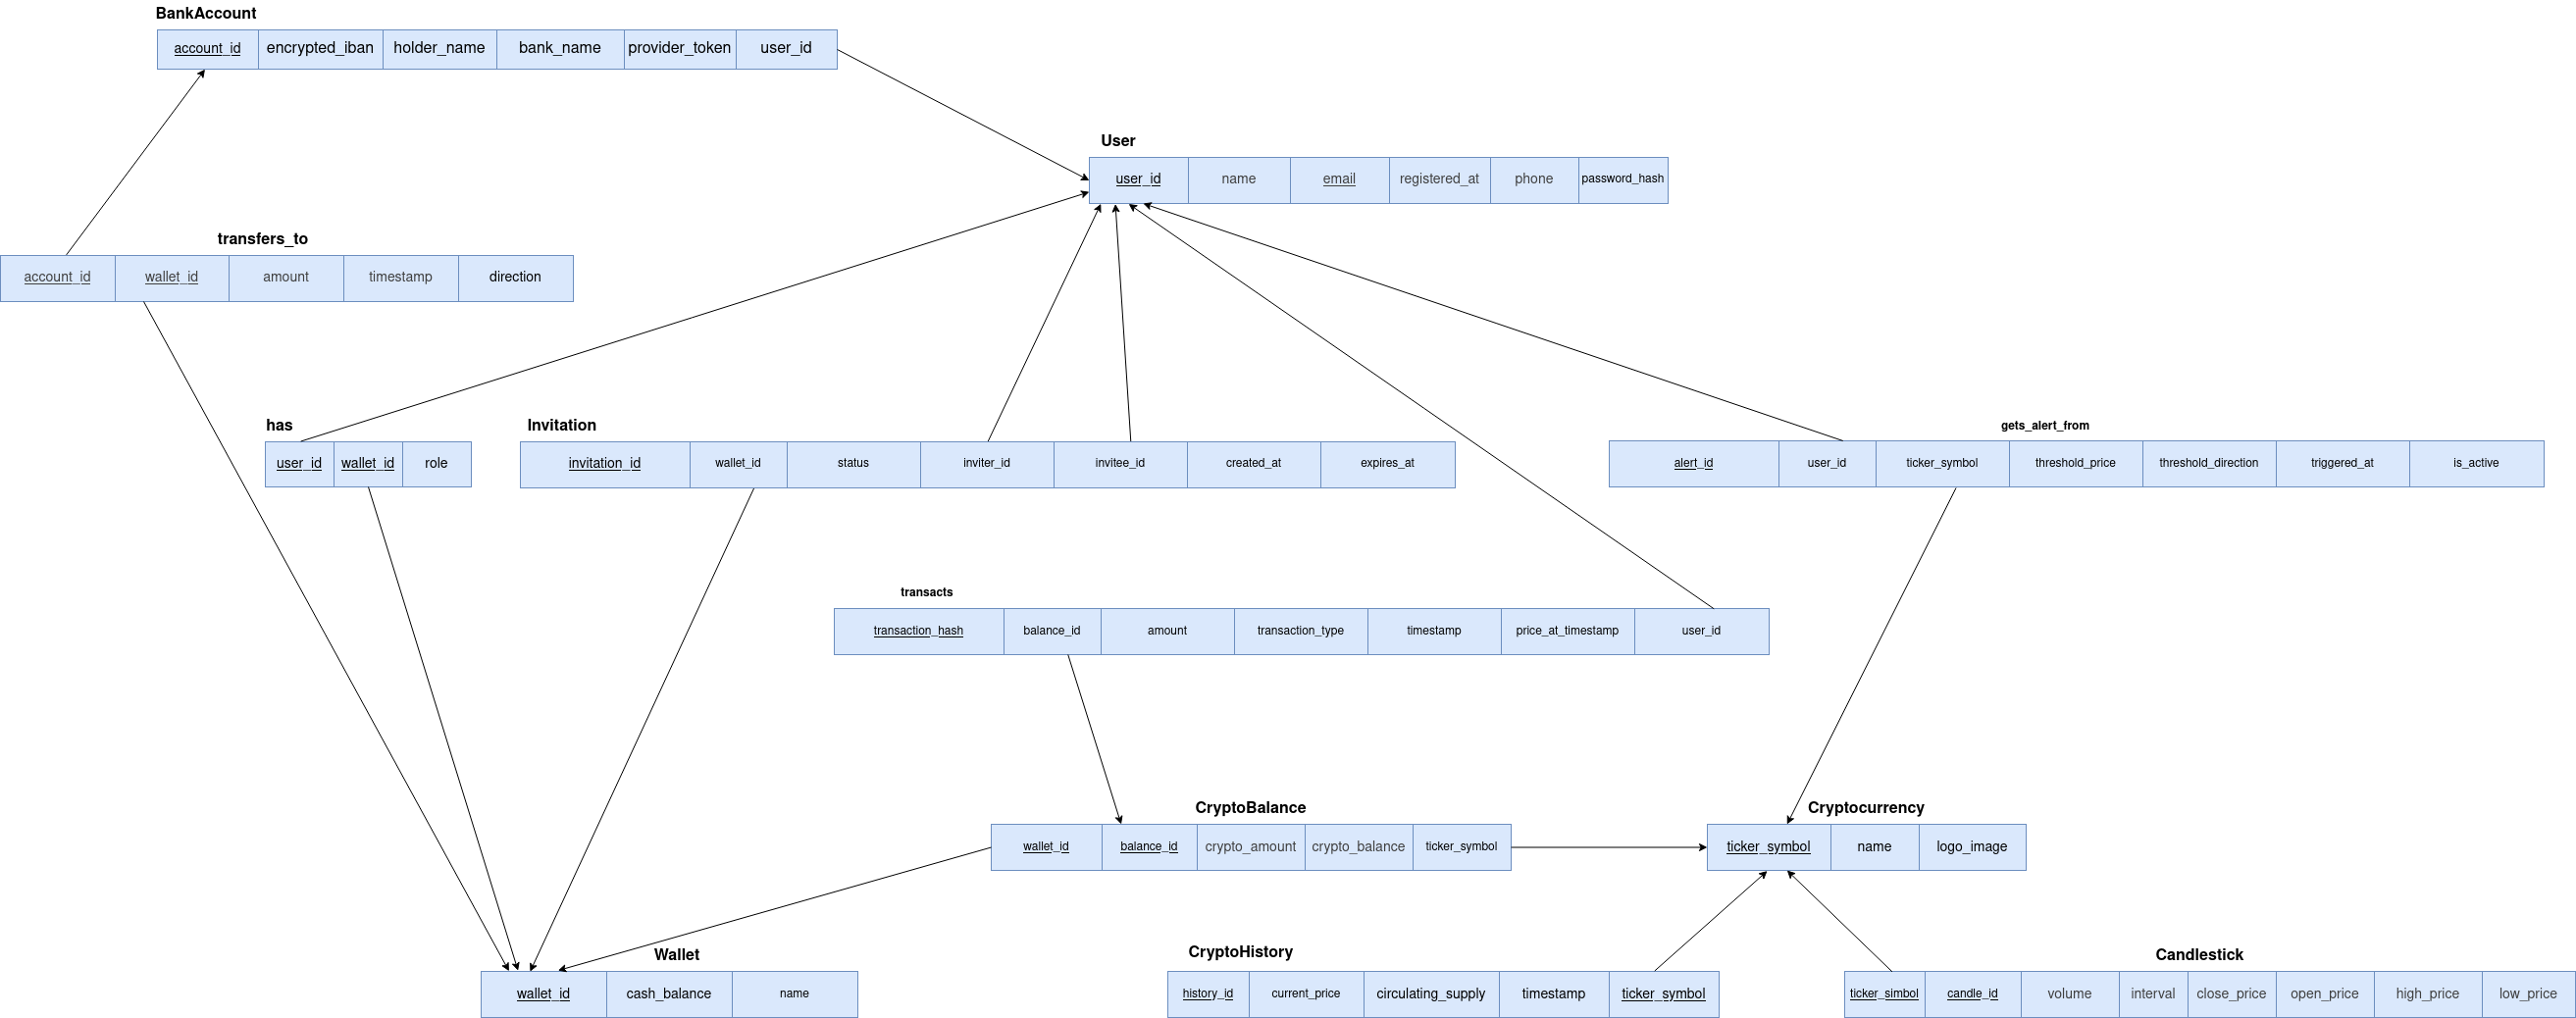 BankAccount
account_id encrypted_iban holder_name bank_name provider_token user_id
User
user_id name email registered_at phone password_hash
transfers_to
account_id wallet_id amount timestamp direction
has
user_id wallet_id role
Invitation
invitation_id wallet_id status inviter_id invitee_id created_at expires_at
gets_alert_from
alert_id user_id ticker_symbol threshold_price threshold_direction triggered_at is_active
transacts
transaction_hash balance_id amount transaction_type timestamp price_at_timestamp user_id
CryptoBalance
wallet_id balance_id crypto_amount crypto_balance ticker_symbol
Cryptocurrency
ticker_symbol name logo_image
Wallet
wallet_id cash_balance name
CryptoHistory
history_id current_price circulating_supply timestamp ticker_symbol
Candlestick
ticker_simbol candle_id volume interval close_price open_price high_price low_price